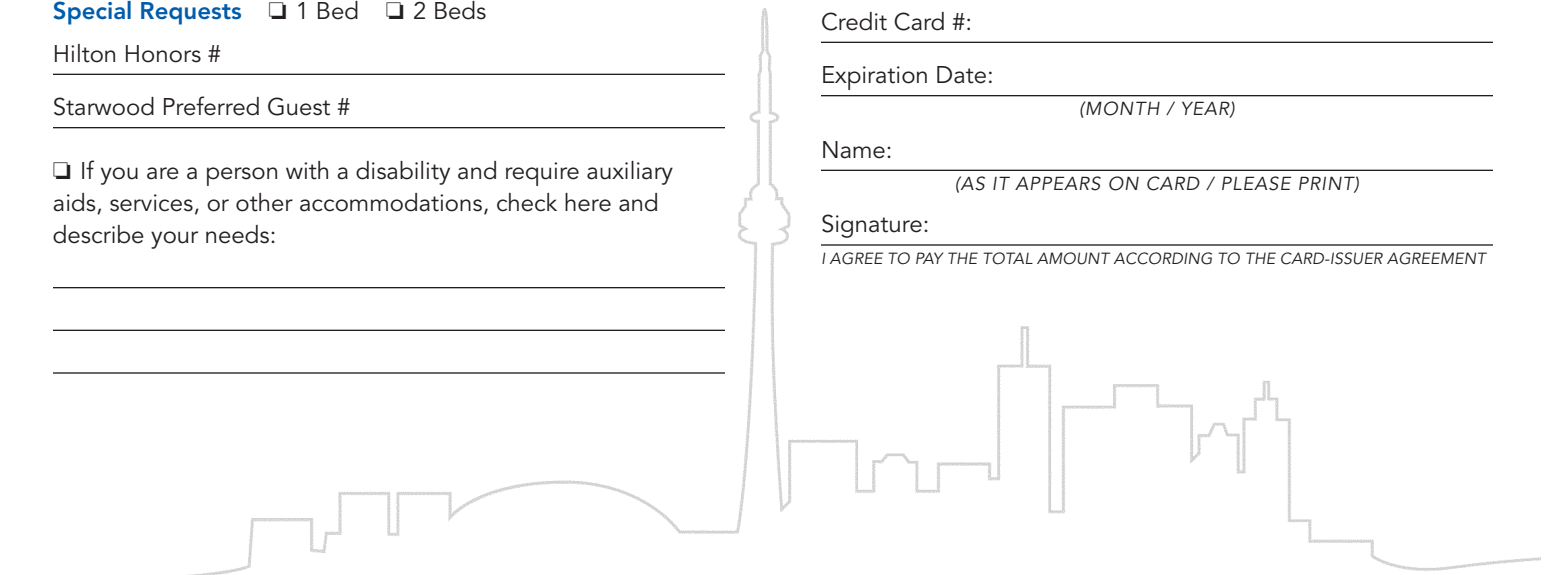 Special Requests ❏ 1 Bed ❏ 2 Beds
Hilton Honors #
Starwood Preferred Guest #
❏ If you are a person with a disability and require auxiliary
aids, services, or other accommodations, check here and
describe your needs:
Credit Card #:
Expiration Date:
(MONTH / YEAR)
Name:
(AS IT APPEARS ON CARD / PLEASE PRINT)
Signature:
I AGREE TO PAY THE TOTAL AMOUNT ACCORDING TO THE CARD-ISSUER AGREEMENT